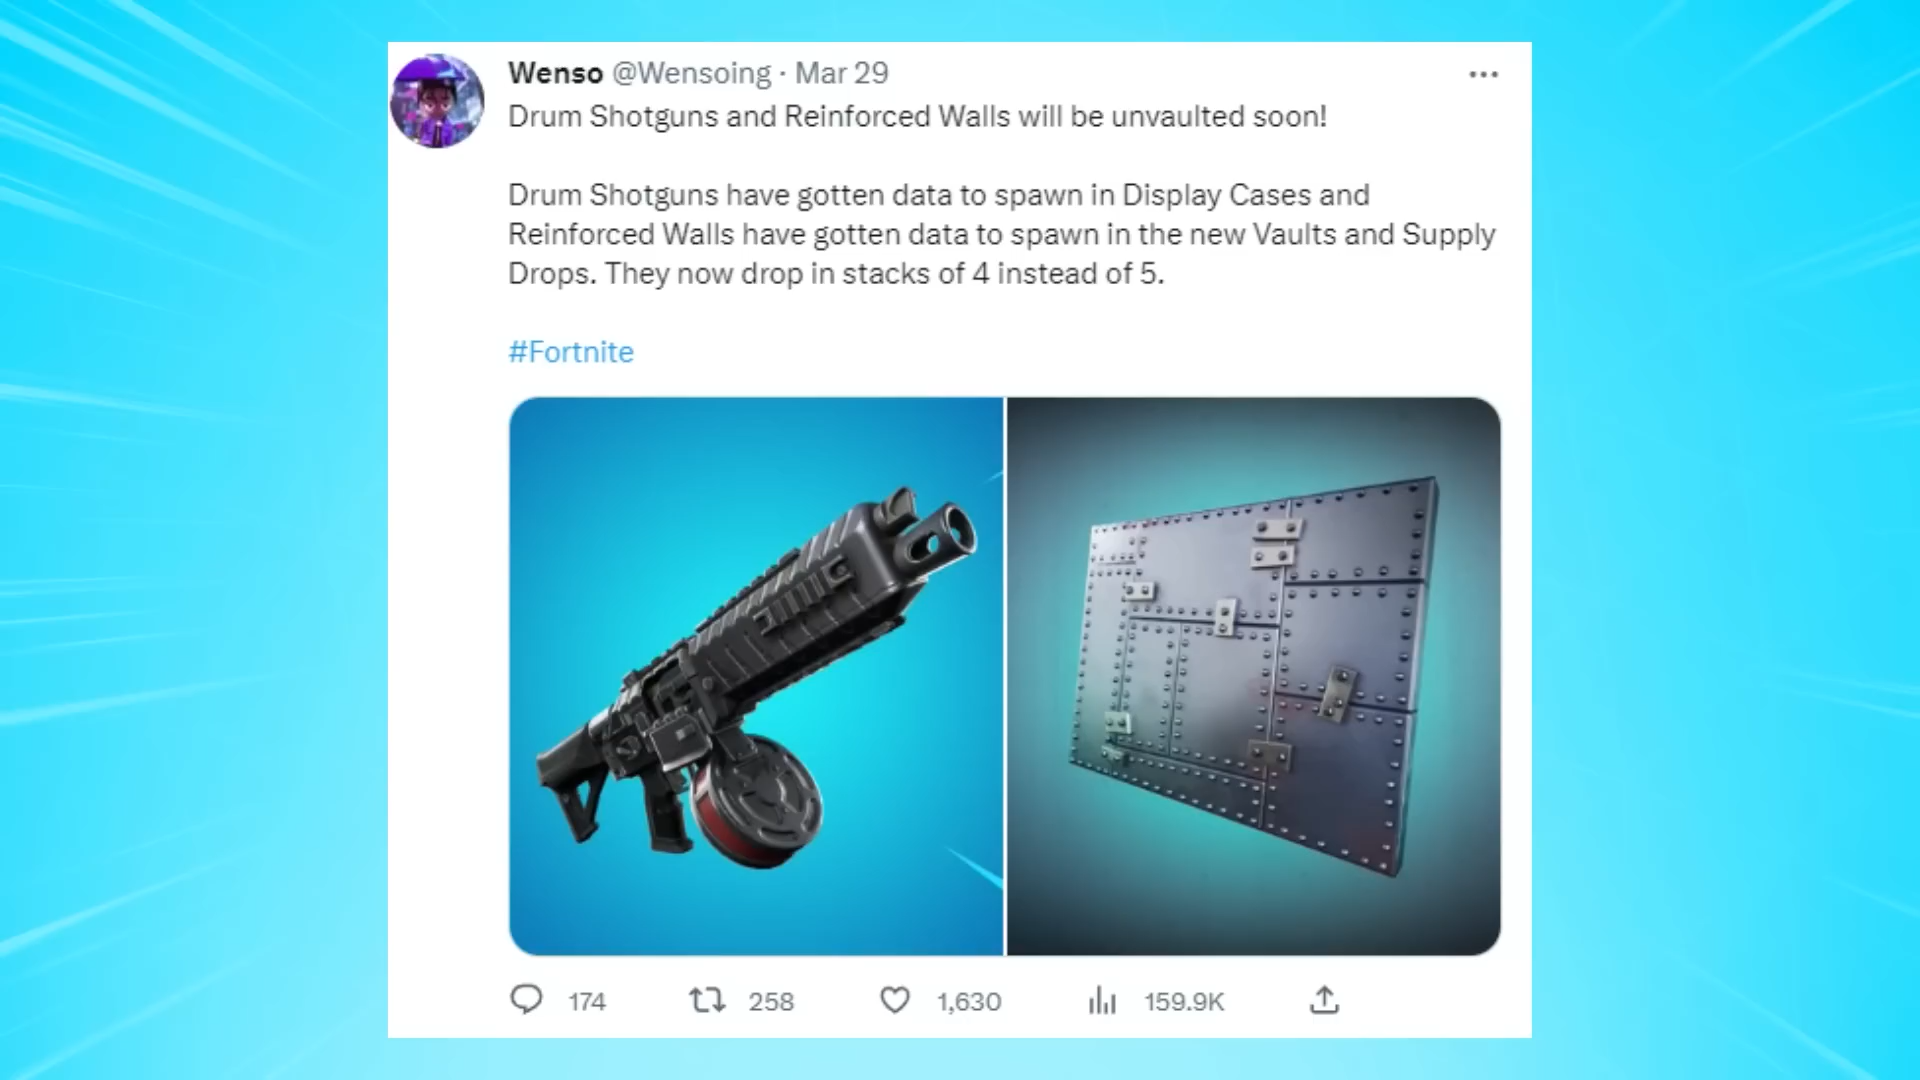 Wenso @Wensoing · Mar 29
Drum Shotguns and Reinforced Walls will be unvaulted soon!
Drum Shotguns have gotten data to spawn in Display Cases and
Reinforced Walls have gotten data to spawn in the new Vaults and Supply
Drops. They now drop in stacks of 4 instead of 5.
#Fortnite
174 258 1,630 159.9K